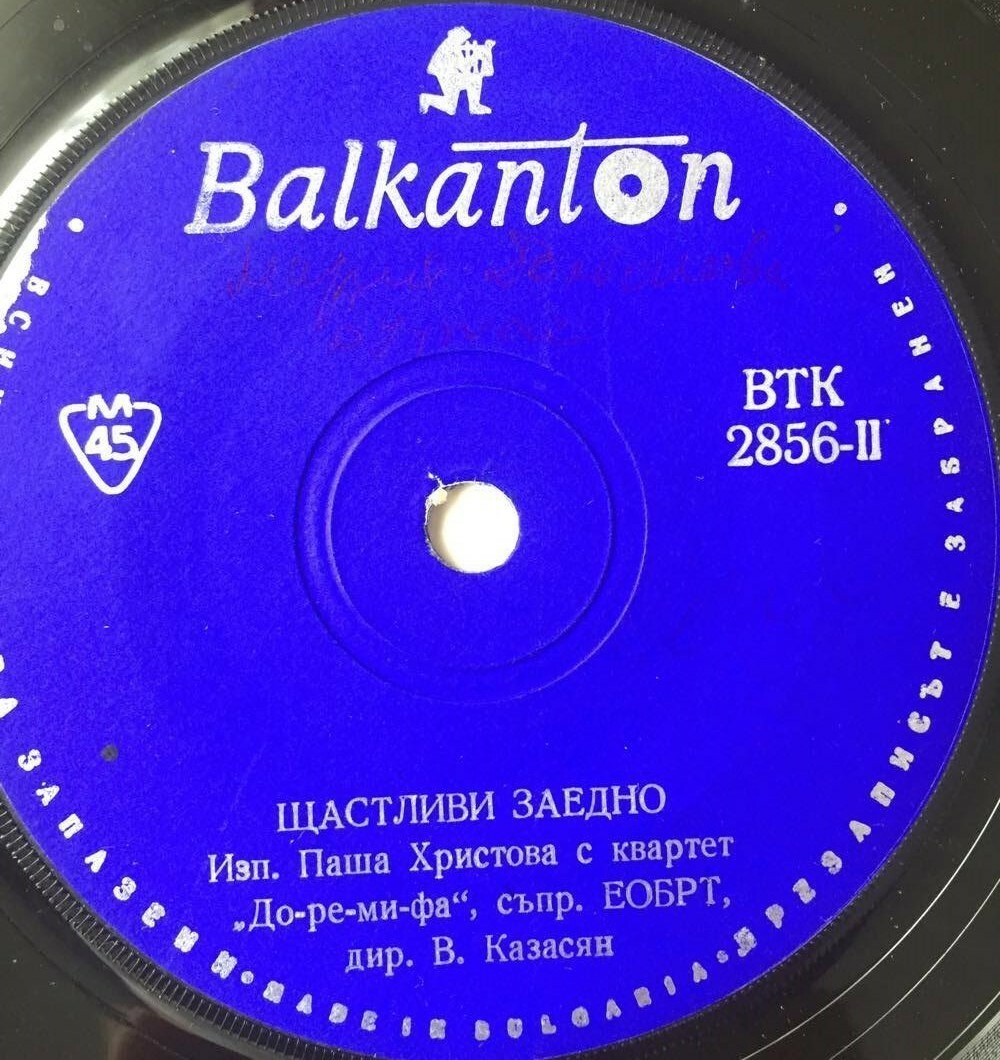 Balkanton
M
45
ВТК
2856-II
ЩАСТЛИВИ ЗАЕДНО
Изп. Паша Христова с квартет
„До-ре-ми-фа“, съпр. ЕОБРТ,
дир. В. Казасян
ЗАПАЗЕНИ • MADE IN BULGARIA • ПРЕЗАПИСЪТ Е ЗАБРАНЕН